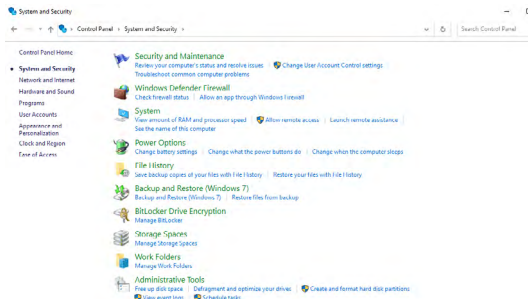 System and Security
Control Panel > System and Security >
Search Control Panel
Control Panel Home
System and Security
Network and Internet
Hardware and Sound
Programs
User Accounts
Appearance and
Personalization
Clock and Region
Ease of Access
Security and Maintenance
Review your computer's status and resolve issues | Change User Account Control settings |
Troubleshoot common computer problems
Windows Defender Firewall
Check firewall status | Allow an app through Windows Firewall
System
View amount of RAM and processor speed | Allow remote access | Launch remote assistance |
See the name of this computer
Power Options
Change battery settings | Change what the power buttons do | Change when the computer sleeps
File History
Save backup copies of your files with File History | Restore your files with File History
Backup and Restore (Windows 7)
Backup and Restore (Windows 7) | Restore files from backup
BitLocker Drive Encryption
Manage BitLocker
Storage Spaces
Manage Storage Spaces
Work Folders
Manage Work Folders
Administrative Tools
Free up disk space | Defragment and optimize your drives | Create and format hard disk partitions
View event logs | Schedule tasks